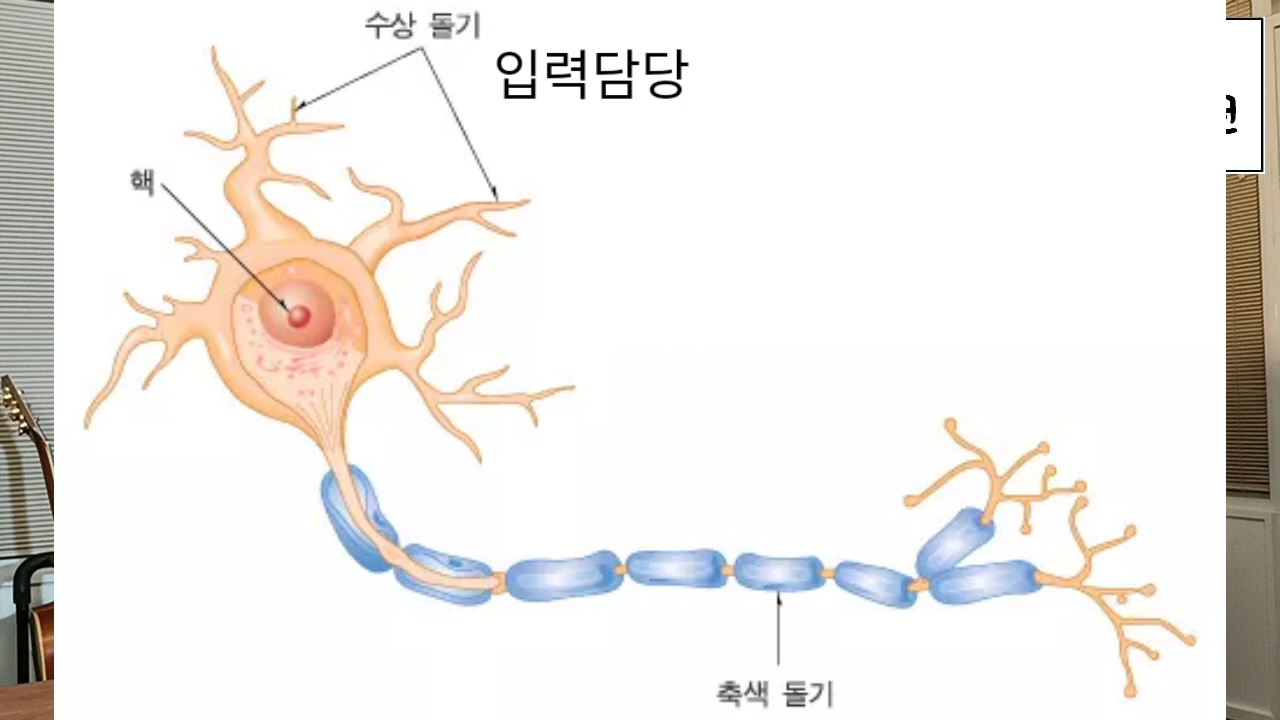 수상 돌기
입력담당
핵
축색 돌기